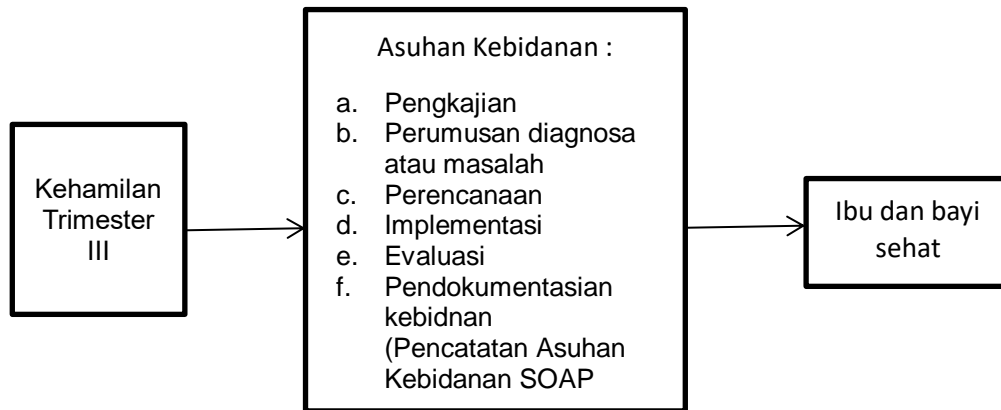 Kehamilan
Trimester
III
Asuhan Kebidanan :
a. Pengkajian
b. Perumusan diagnosa
atau masalah
c. Perencanaan
d. Implementasi
e. Evaluasi
f. Pendokumentasian
kebidnan
(Pencatatan Asuhan
Kebidanan SOAP
Ibu dan bayi
sehat